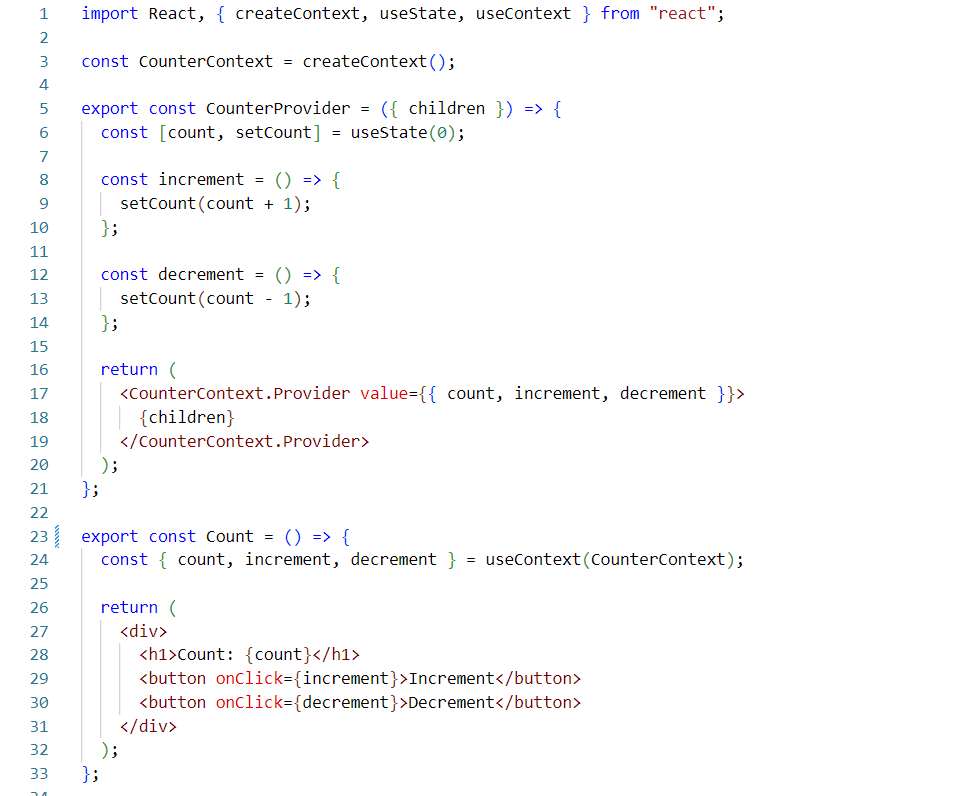 1 import React, { createContext, useState, useContext } from "react";
2
3 const CounterContext = createContext();
4
5 export const CounterProvider = ({ children }) => {
6   const [count, setCount] = useState(0);
7
8   const increment = () => {
9     setCount(count + 1);
10   };
11
12   const decrement = () => {
13     setCount(count - 1);
14   };
15
16   return (
17     <CounterContext.Provider value={{ count, increment, decrement }}>
18       {children}
19     </CounterContext.Provider>
20   );
21 };
22
23 export const Count = () => {
24   const { count, increment, decrement } = useContext(CounterContext);
25
26   return (
27     <div>
28       <h1>Count: {count}</h1>
29       <button onClick={increment}>Increment</button>
30       <button onClick={decrement}>Decrement</button>
31     </div>
32   );
33 };